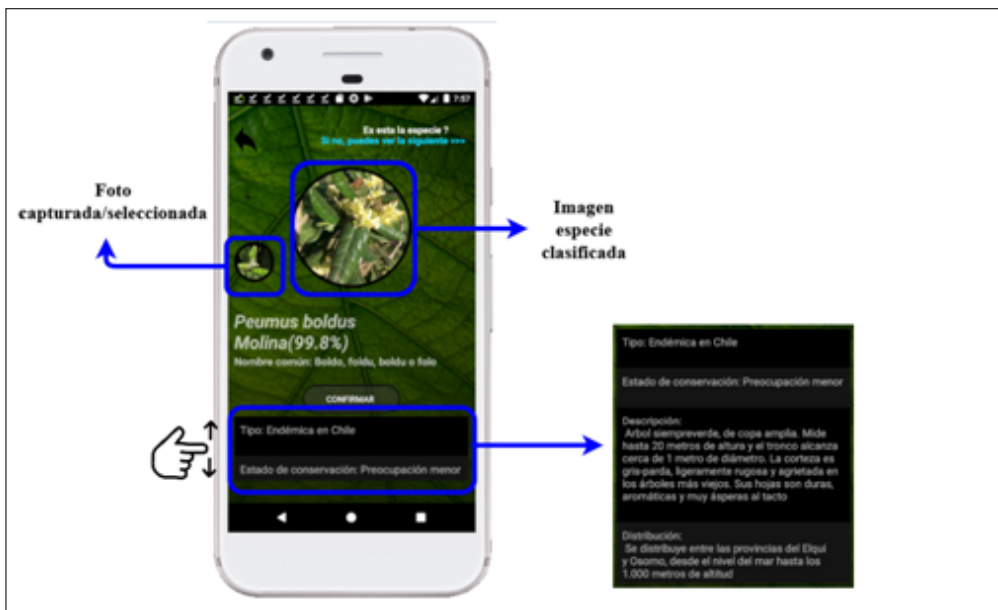 7:57
Es esta la especie ?
Si no, puedes ver la siguiente >>>
Foto
capturada/seleccionada
Imagen
especie
clasificada
Peumus boldus
Molina(99.8%)
Nombre común: Boldo, foldu, boldu o folo
CONFIRMAR
Tipo: Endémica en Chile
Estado de conservación: Preocupación menor
Tipo: Endémica en Chile
Estado de conservación: Preocupación menor
Descripción:
Arbol siempreverde, de copa amplia. Mide
hasta 20 metros de altura y el tronco alcanza
cerca de 1 metro de diámetro. La corteza es
gris-parda, ligeramente rugosa y agrietada en
los árboles más viejos. Sus hojas son duras,
aromáticas y muy ásperas al tacto
Distribución:
Se distribuye entre las provincias del Elqui
y Osorno, desde el nivel del mar hasta los
1.000 metros de altitud